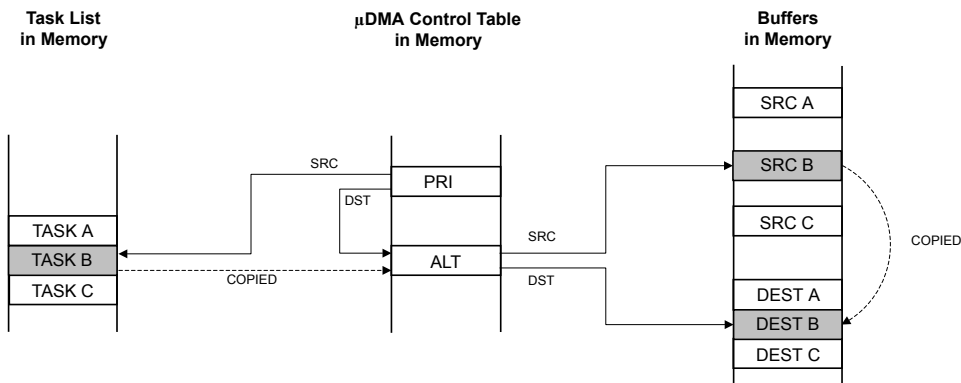 Task List
in Memory
µDMA Control Table
in Memory
Buffers
in Memory
SRC A
SRC
PRI
SRC B
DST
TASK A
SRC C
SRC
TASK B
ALT
COPIED
COPIED
DST
TASK C
DEST A
DEST B
DEST C